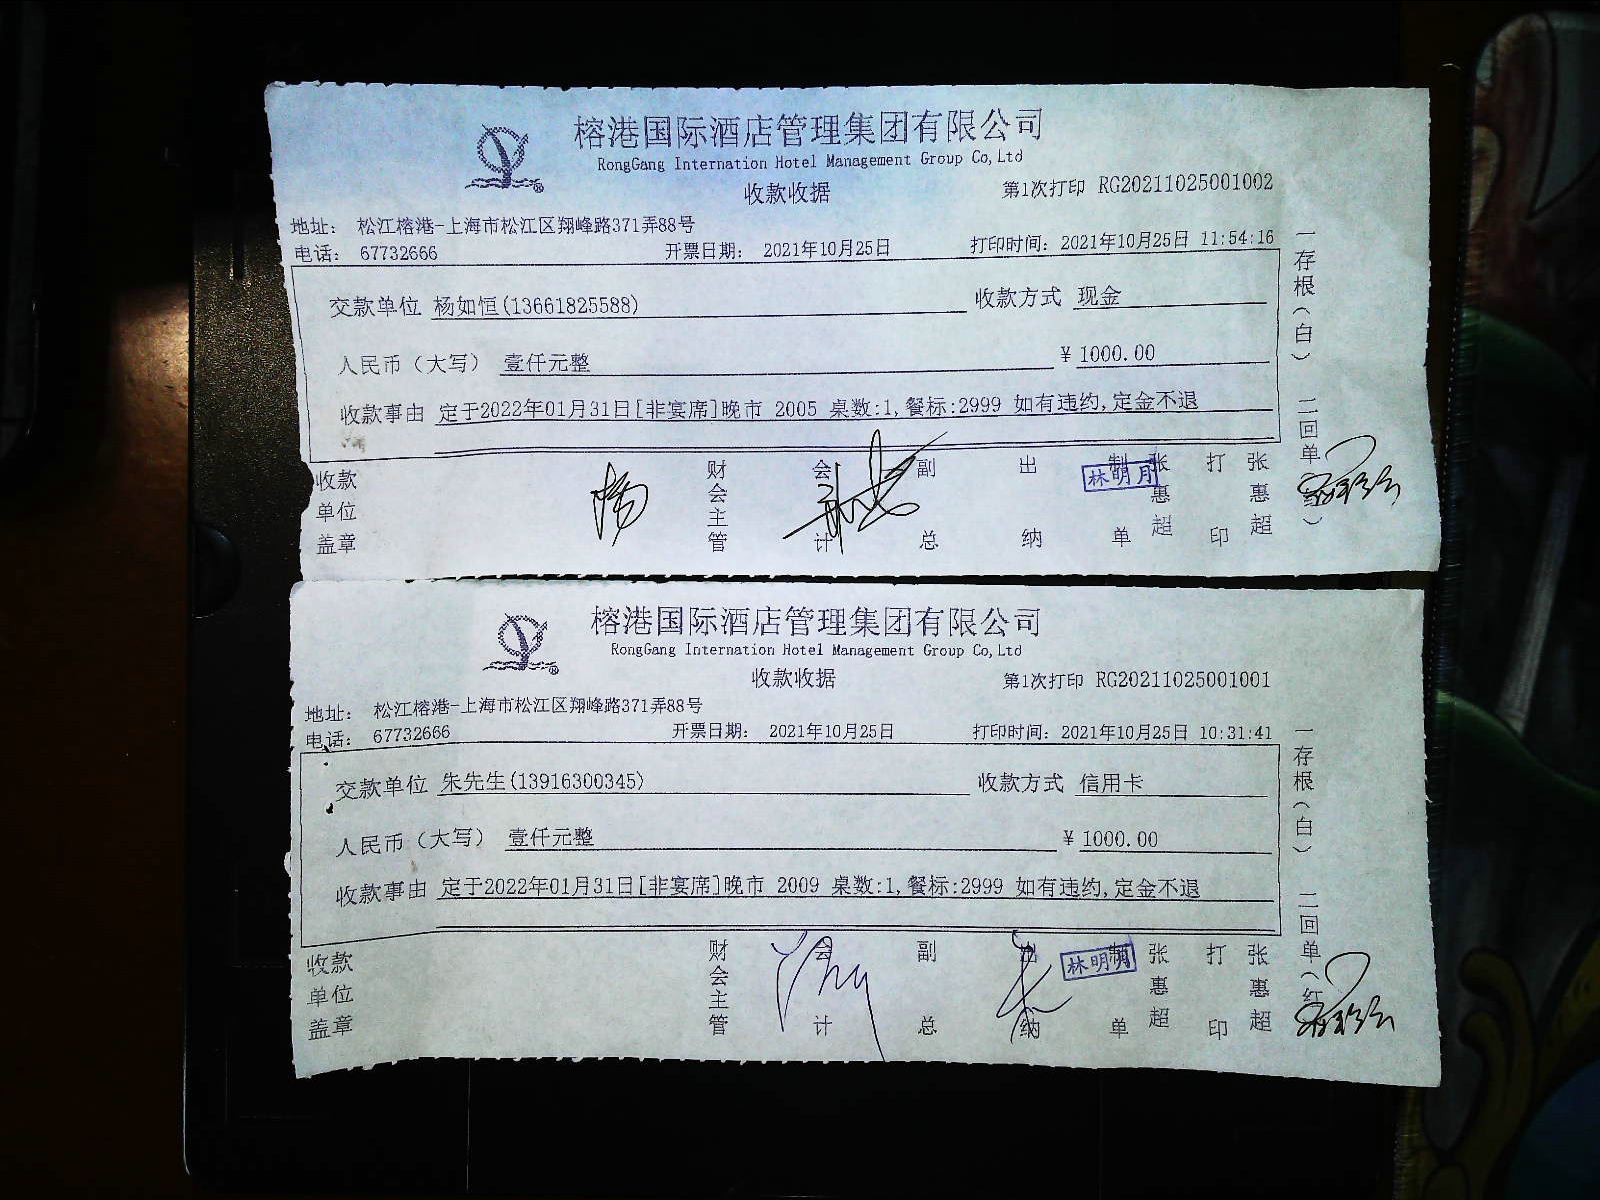 榕港国际酒店管理集团有限公司
RongGang Internation Hotel Management Group Co,Ltd
收款收据
第1次打印 RG20211025001002
地址： 松江榕港-上海市松江区翔峰路371弄88号
电话： 67732666 开票日期： 2021年10月25日 打印时间：2021年10月25日 11:54:16
交款单位 杨如恒(13661825588) 收款方式 现金
人民币（大写） 壹仟元整 ¥ 1000.00
收款事由 定于2022年01月31日[非宴席]晚市 2005 桌数:1,餐标:2999 如有违约,定金不退
收款单位盖章 财会主管 会计 副总 出纳 制单 张惠超 打印 张惠超
林明月
一存根（白） 二回单（ ）
榕港国际酒店管理集团有限公司
RongGang Internation Hotel Management Group Co,Ltd
收款收据
第1次打印 RG20211025001001
地址： 松江榕港-上海市松江区翔峰路371弄88号
电话： 67732666 开票日期： 2021年10月25日 打印时间：2021年10月25日 10:31:41
交款单位 朱先生(13916300345) 收款方式 信用卡
人民币（大写） 壹仟元整 ¥ 1000.00
收款事由 定于2022年01月31日[非宴席]晚市 2009 桌数:1,餐标:2999 如有违约,定金不退
收款单位盖章 财会主管 会计 副总 出纳 制单 张惠超 打印 张惠超
林明月
一存根（白） 二回单（红